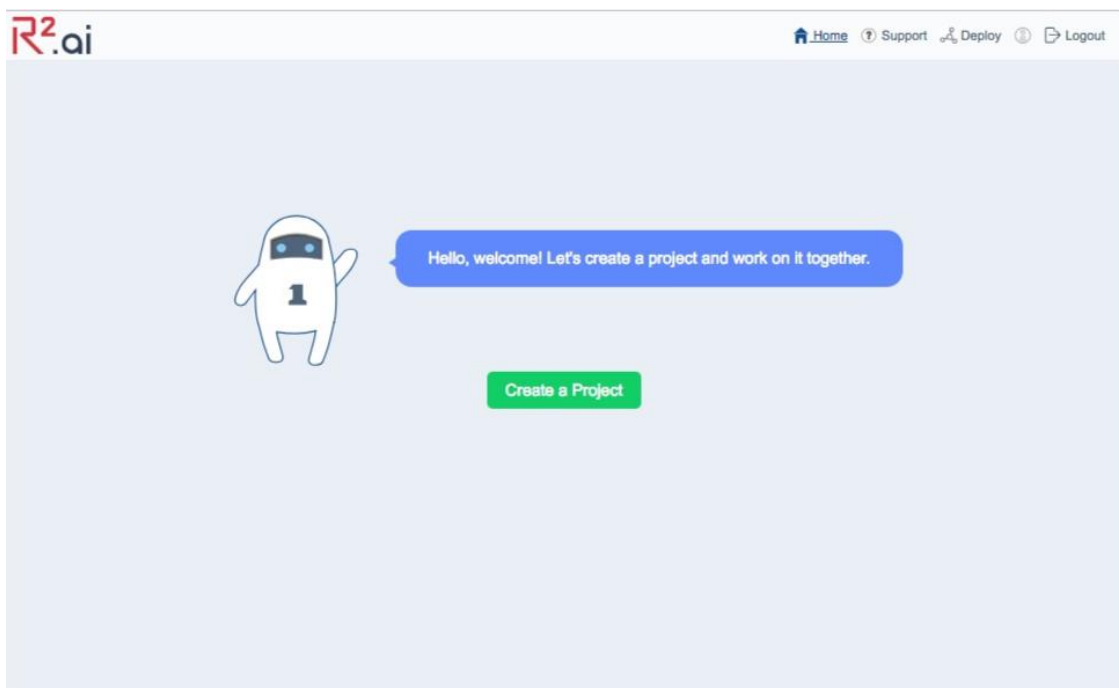 R².ai
Home Support Deploy Logout
Hello, welcome! Let's create a project and work on it together.
1
Create a Project